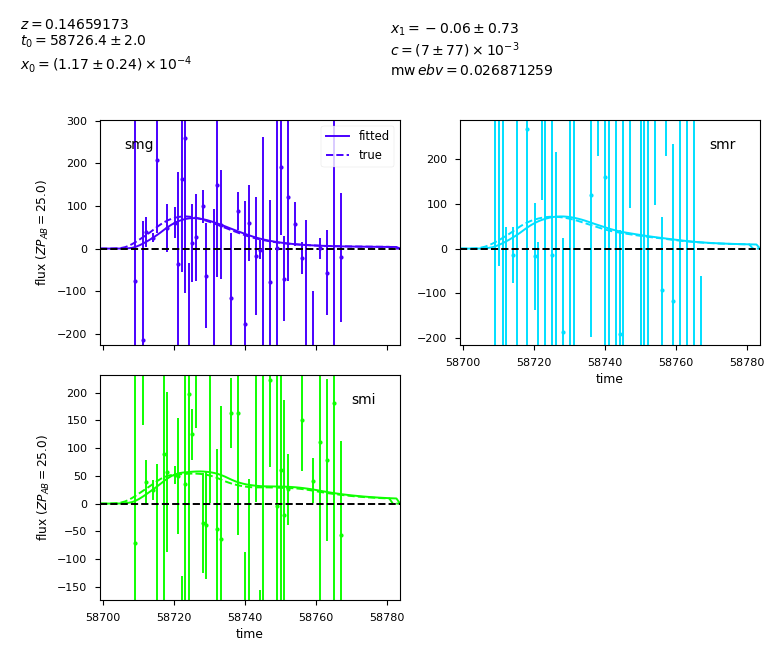 z = 0.14659173
t₀ = 58726.4 ± 2.0
x₀ = (1.17 ± 0.24) × 10⁻⁴
x₁ = −0.06 ± 0.73
c = (7 ± 77) × 10⁻³
mw ebv = 0.026871259
smg
fitted
true
300
200
100
0
−100
−200
flux (ZP_AB = 25.0)
smr
200
100
0
−100
−200
58700 58720 58740 58760 58780
time
smi
200
150
100
50
0
−50
−100
−150
flux (ZP_AB = 25.0)
58700 58720 58740 58760 58780
time